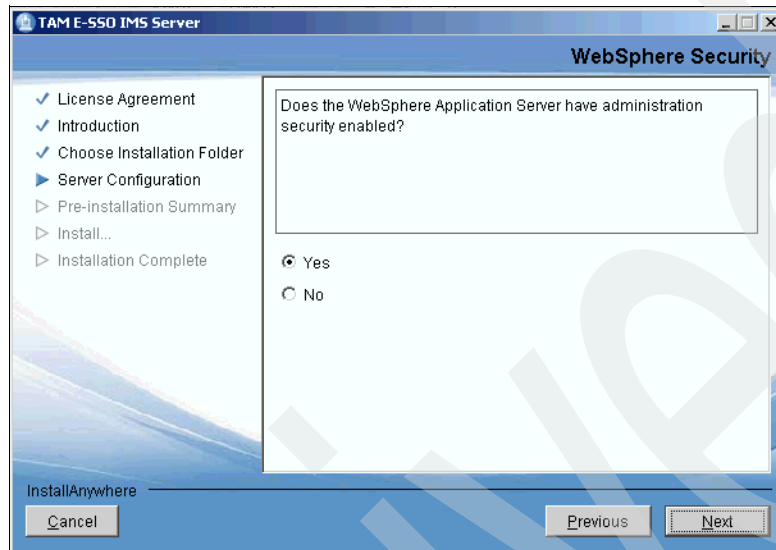 TAM E-SSO IMS Server
WebSphere Security
License Agreement
Introduction
Choose Installation Folder
Server Configuration
Pre-installation Summary
Install...
Installation Complete
Does the WebSphere Application Server have administration
security enabled?
Yes
No
InstallAnywhere
Cancel
Previous
Next